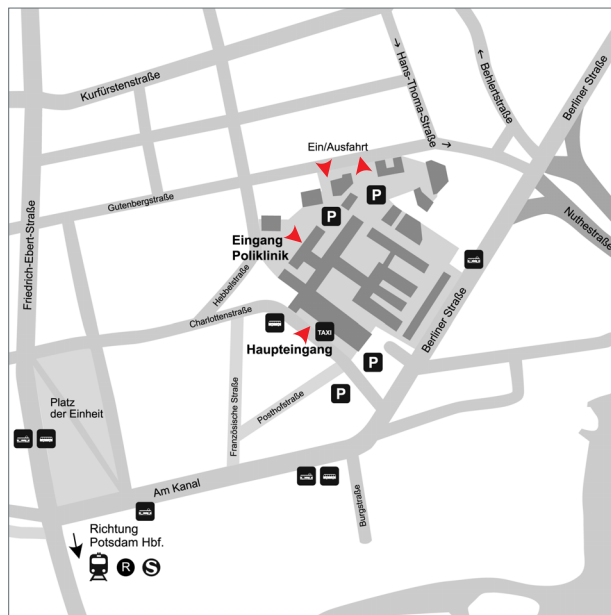 Kurfürstenstraße
Hans-Thoma-Straße
Behlertstraße
Berliner Straße
Ein/Ausfahrt
Gutenbergstraße
Friedrich-Ebert-Straße
P
P
Nuthestraße
Eingang
Poliklinik
Hebbelstraße
Charlottenstraße
TAXI
Haupteingang
Berliner Straße
P
P
Französische Straße
Posthofstraße
Platz
der Einheit
Am Kanal
Burgstraße
Richtung
Potsdam Hbf.
R
S